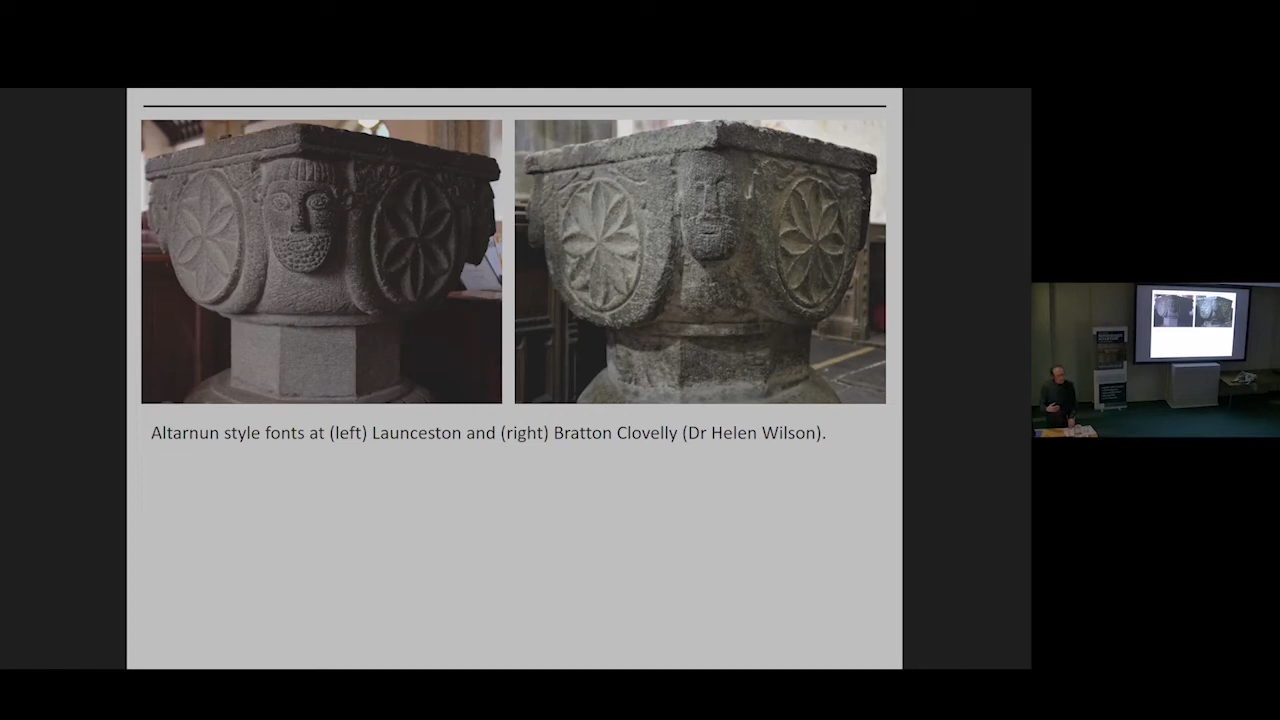 Altarnun style fonts at (left) Launceston and (right) Bratton Clovelly (Dr Helen Wilson).